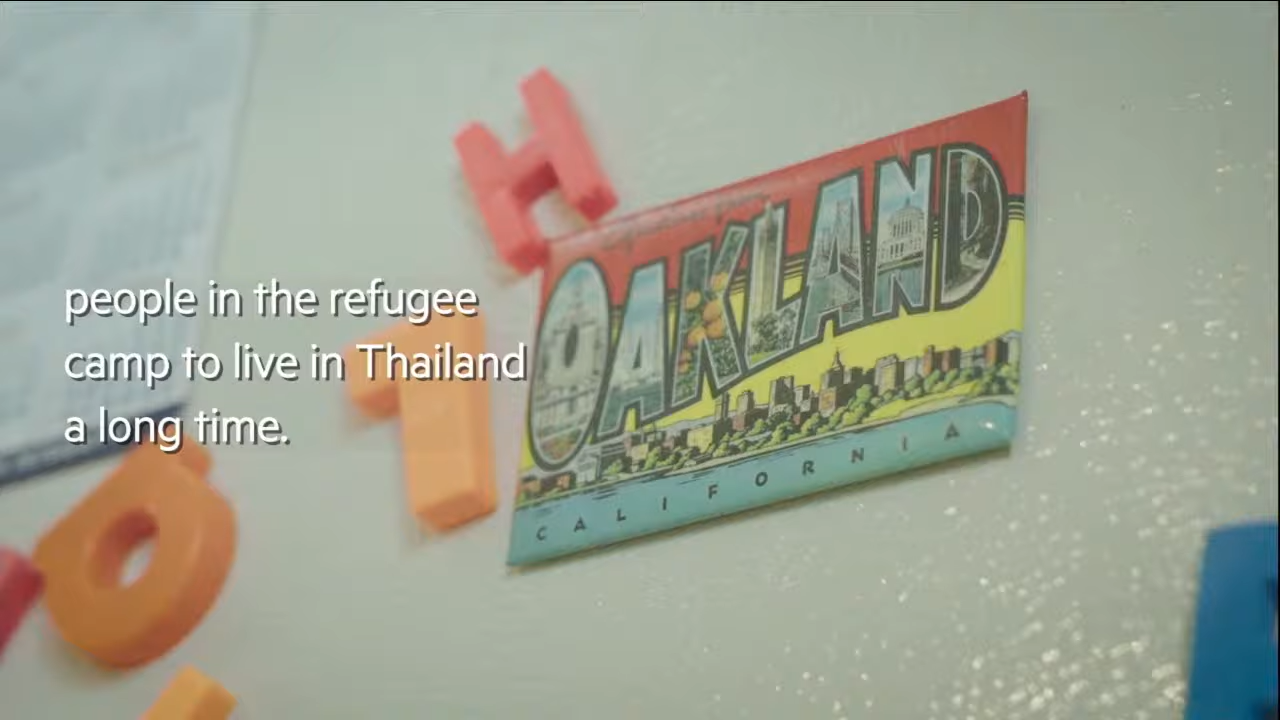 people in the refugee
camp to live in Thailand
a long time.
H
OAKLAND
CALIFORNIA